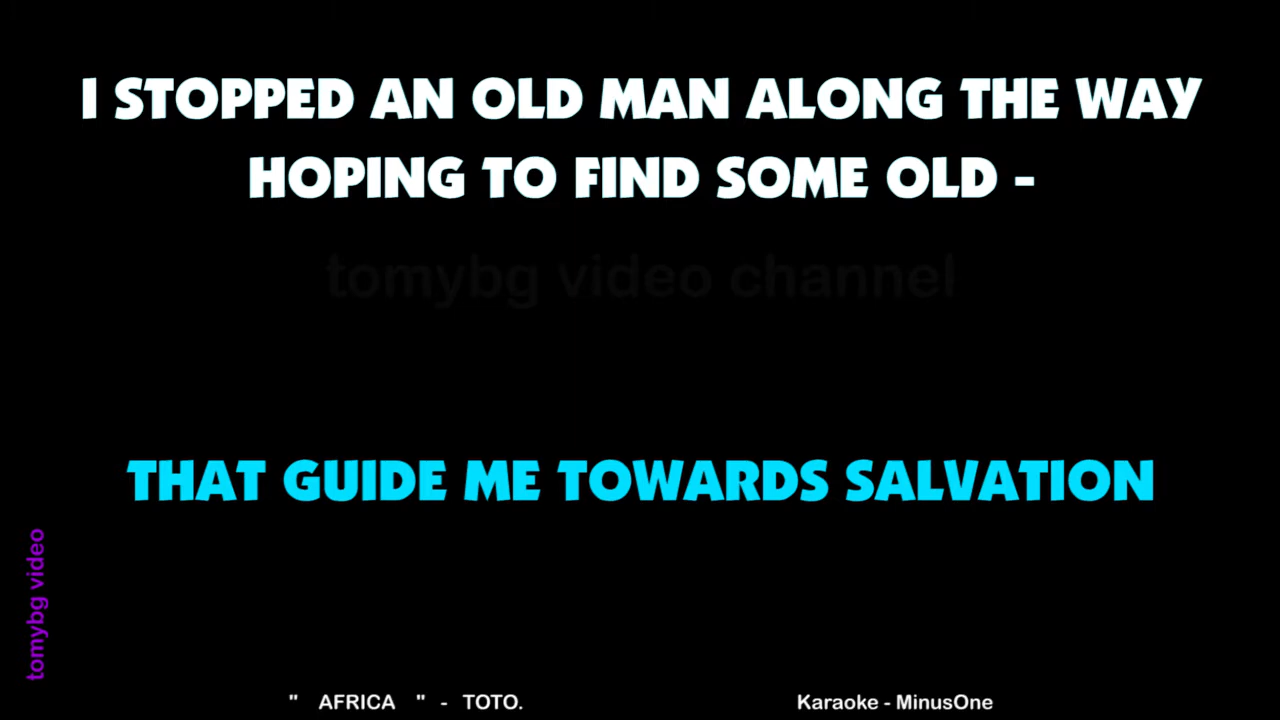 I STOPPED AN OLD MAN ALONG THE WAY
HOPING TO FIND SOME OLD -
tomybg video channel
THAT GUIDE ME TOWARDS SALVATION
tomybg video
" AFRICA " - TOTO. Karaoke - MinusOne